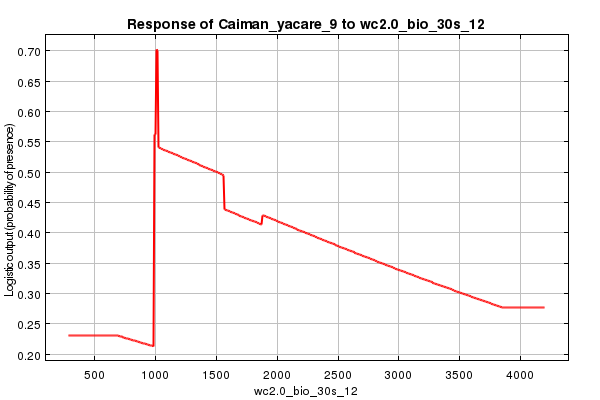 Response of Caiman_yacare_9 to wc2.0_bio_30s_12
Logistic output (probability of presence)
0.70
0.65
0.60
0.55
0.50
0.45
0.40
0.35
0.30
0.25
0.20
500 1000 1500 2000 2500 3000 3500 4000
wc2.0_bio_30s_12